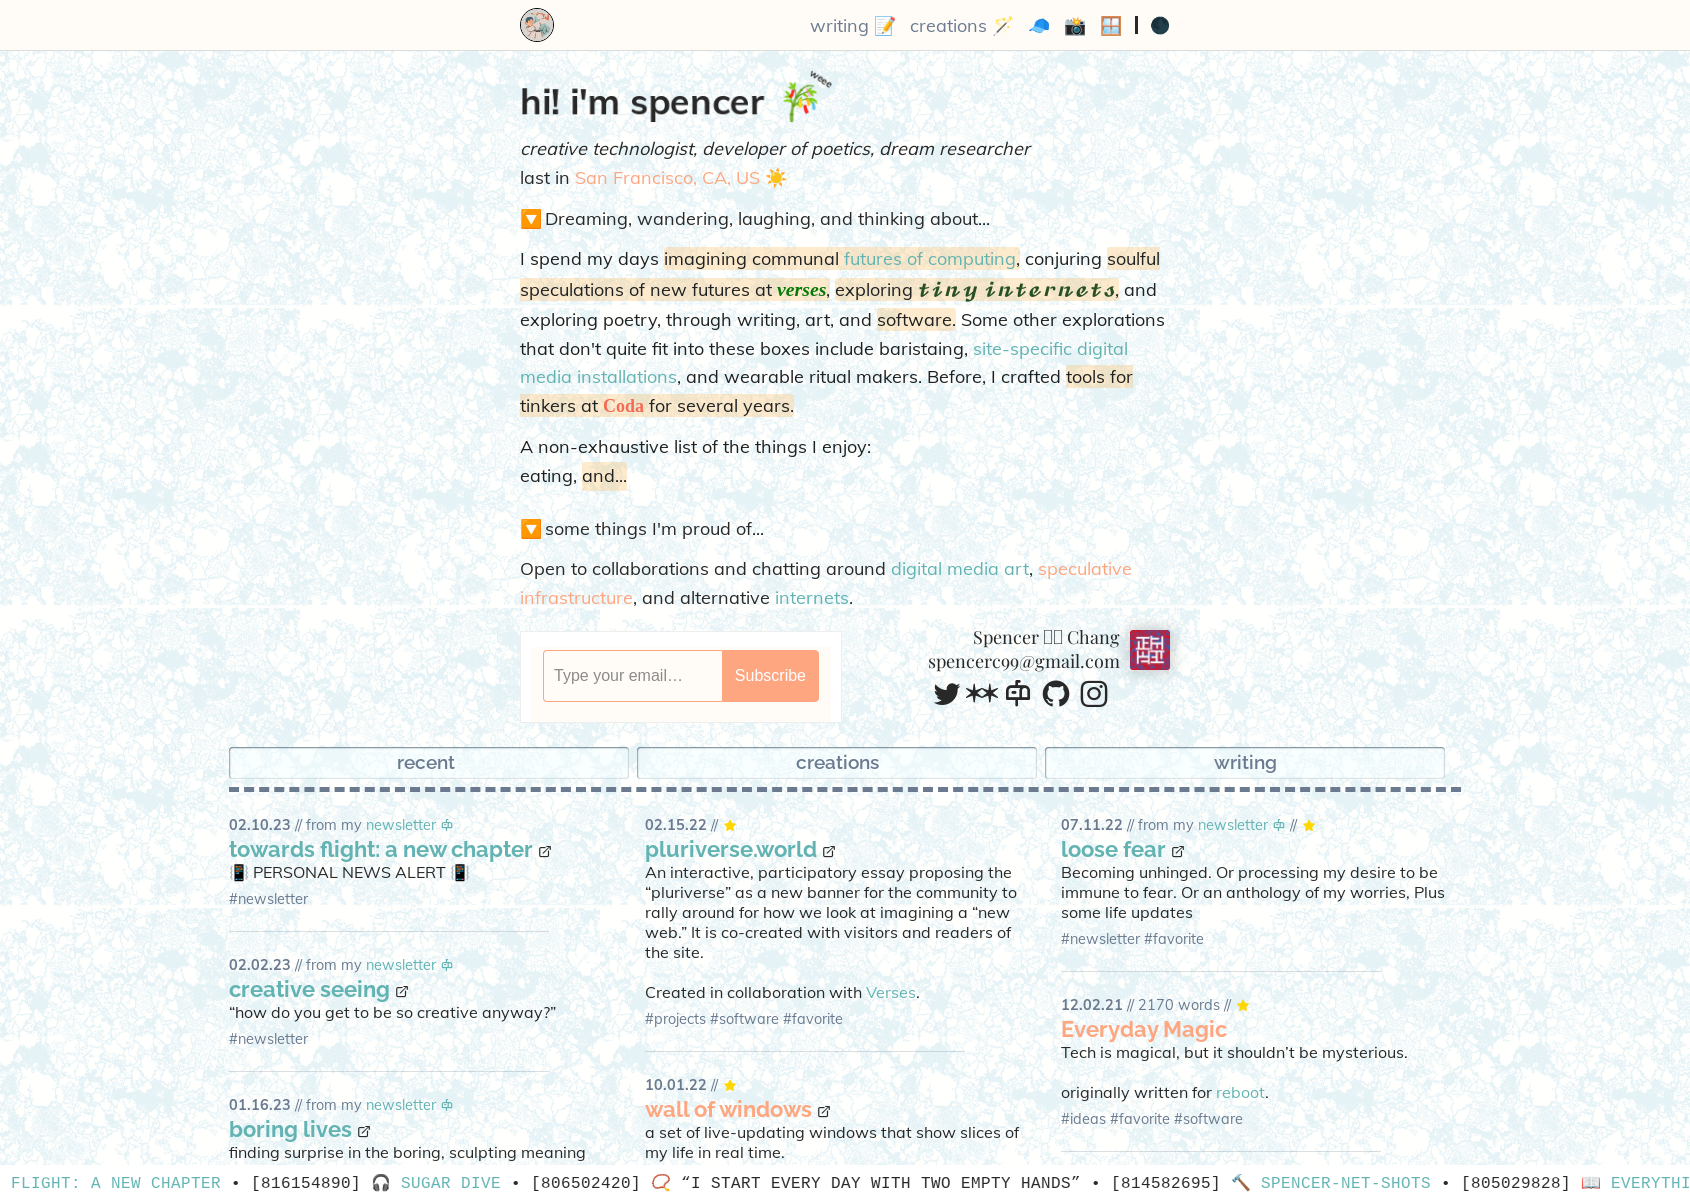 writing 📝 creations 🪄 🧢 📸 🪟 | 🌑
hi! i'm spencer 🎋 weee
creative technologist, developer of poetics, dream researcher
last in San Francisco, CA, US ☀️
🔽 Dreaming, wandering, laughing, and thinking about...
I spend my days imagining communal futures of computing, conjuring soulful
speculations of new futures at verses, exploring tiny internets, and
exploring poetry, through writing, art, and software. Some other explorations
that don't quite fit into these boxes include baristaing, site-specific digital
media installations, and wearable ritual makers. Before, I crafted tools for
tinkers at Coda for several years.
A non-exhaustive list of the things I enjoy:
eating, and...
🔽 some things I'm proud of...
Open to collaborations and chatting around digital media art, speculative
infrastructure, and alternative internets.
Type your email…
Subscribe
Spencer Chang
spencerc99@gmail.com
recent
creations
writing
02.10.23 // from my newsletter
towards flight: a new chapter
📳 PERSONAL NEWS ALERT 📳
#newsletter
02.02.23 // from my newsletter
creative seeing
“how do you get to be so creative anyway?”
#newsletter
01.16.23 // from my newsletter
boring lives
finding surprise in the boring, sculpting meaning
02.15.22 // ⭐
pluriverse.world
An interactive, participatory essay proposing the
“pluriverse” as a new banner for the community to
rally around for how we look at imagining a “new
web.” It is co-created with visitors and readers of
the site.
Created in collaboration with Verses.
#projects #software #favorite
10.01.22 // ⭐
wall of windows
a set of live-updating windows that show slices of
my life in real time.
07.11.22 // from my newsletter // ⭐
loose fear
Becoming unhinged. Or processing my desire to be
immune to fear. Or an anthology of my worries, Plus
some life updates
#newsletter #favorite
12.02.21 // 2170 words // ⭐
Everyday Magic
Tech is magical, but it shouldn’t be mysterious.
originally written for reboot.
#ideas #favorite #software
FLIGHT: A NEW CHAPTER • [816154890] 🎧 SUGAR DIVE • [806502420] 📿 “I START EVERY DAY WITH TWO EMPTY HANDS” • [814582695] 🔨 SPENCER-NET-SHOTS • [805029828] 📖 EVERYTHI